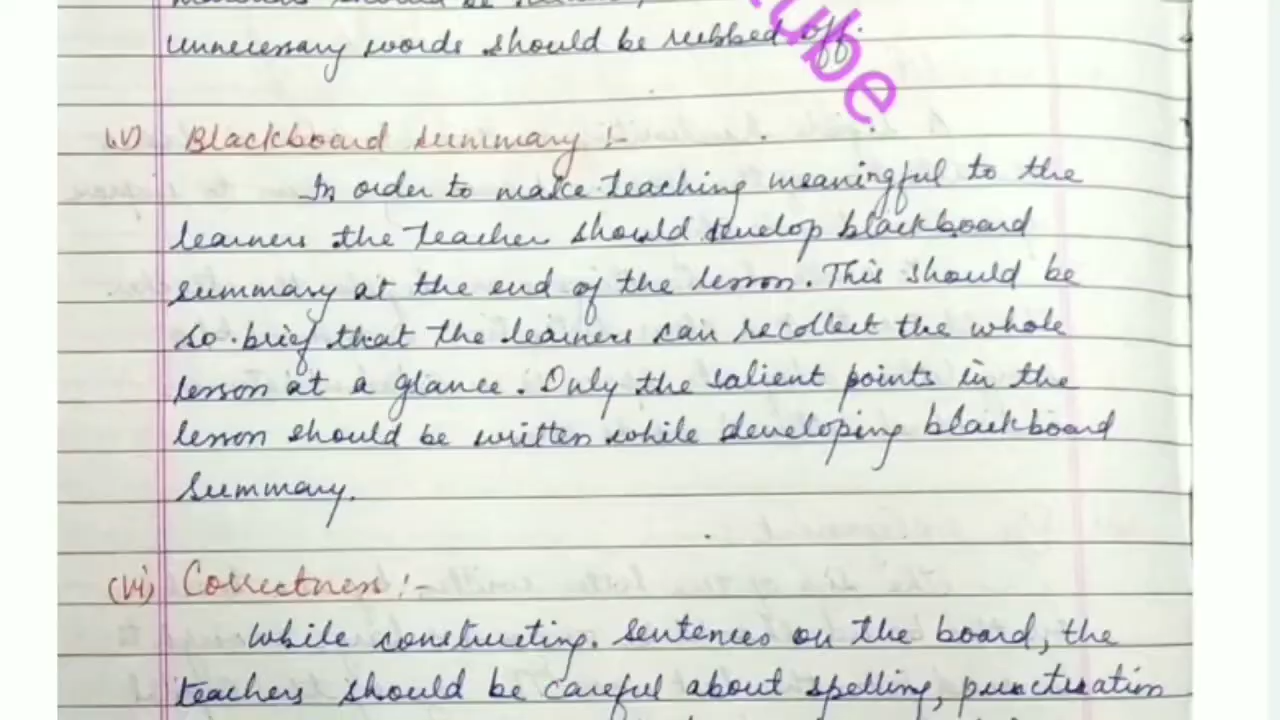 unnecessary words should be rubbed off.
ube
(v) Blackboard summary :-
In order to make teaching meaningful to the
learners the teacher should develop blackboard
summary at the end of the lesson. This should be
so brief that the learners can recollect the whole
lesson at a glance. Only the salient points in the
lesson should be written while developing blackboard
summary.
(vi) Correctness :-
While constructing sentences on the board, the
teachers should be careful about spelling, punctuation